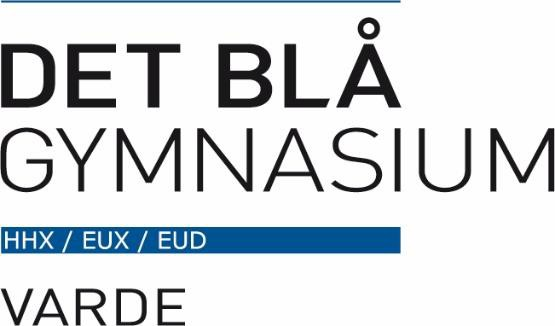 DET BLÅ
GYMNASIUM
HHX / EUX / EUD
VARDE